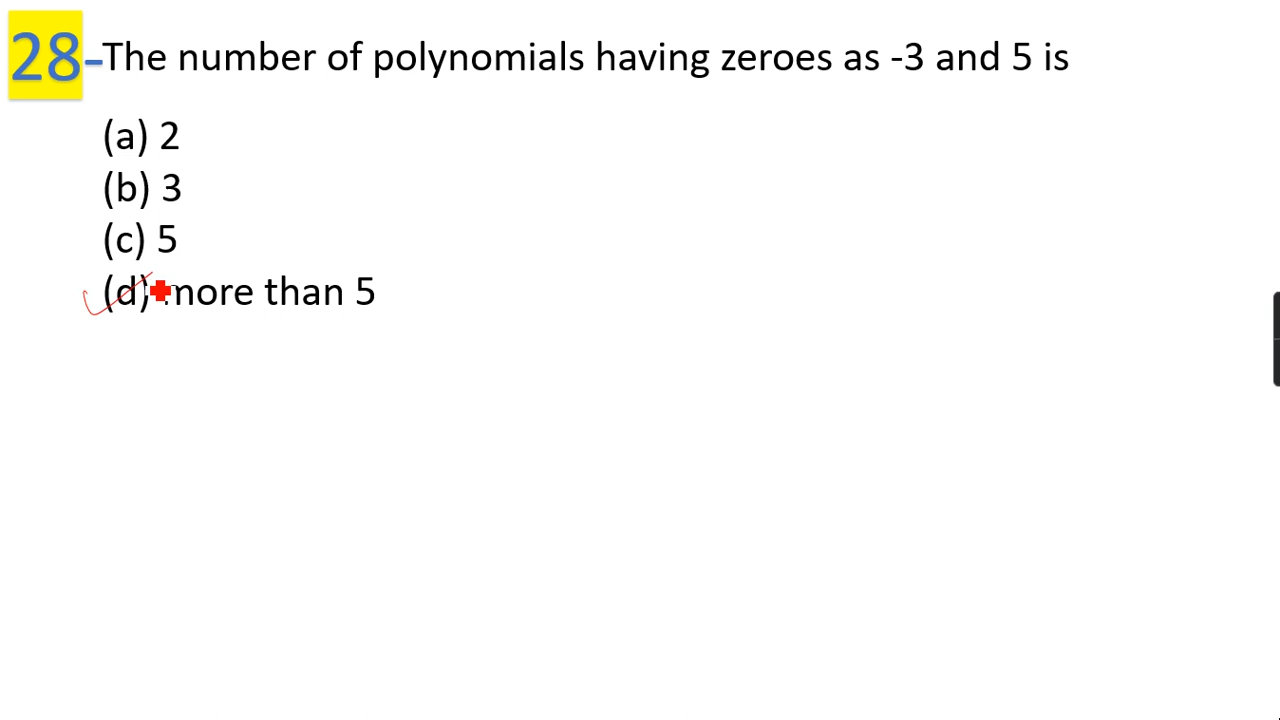 28-The number of polynomials having zeroes as -3 and 5 is
(a) 2
(b) 3
(c) 5
(d) more than 5